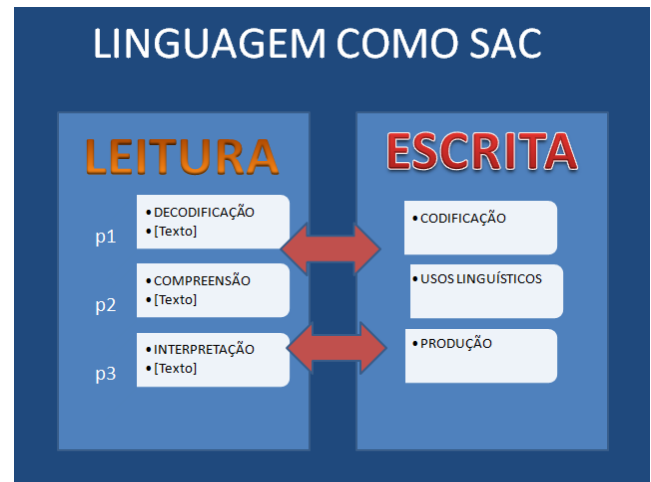 LINGUAGEM COMO SAC
LEITURA
p1
• DECODIFICAÇÃO
• [Texto]
p2
• COMPREENSÃO
• [Texto]
p3
• INTERPRETAÇÃO
• [Texto]
ESCRITA
• CODIFICAÇÃO
• USOS LINGUÍSTICOS
• PRODUÇÃO